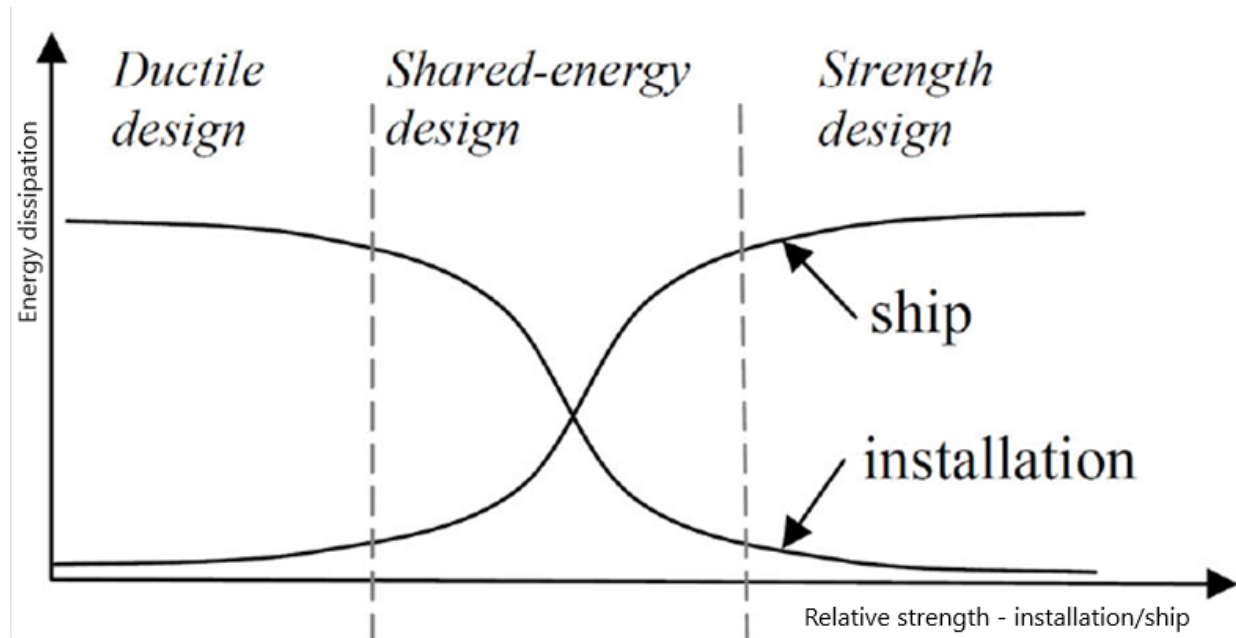 Ductile
design
Shared-energy
design
Strength
design
Energy dissipation
ship
installation
Relative strength - installation/ship